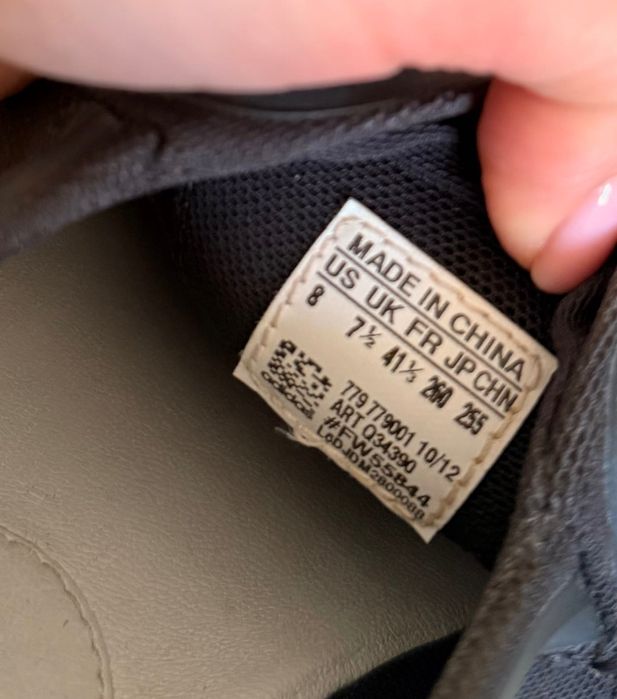 MADE IN CHINA
US UK FR JP CHN
8 7½ 41⅓ 260 255
adidas
779 779001 10/12
ART Q34390
#FW55844